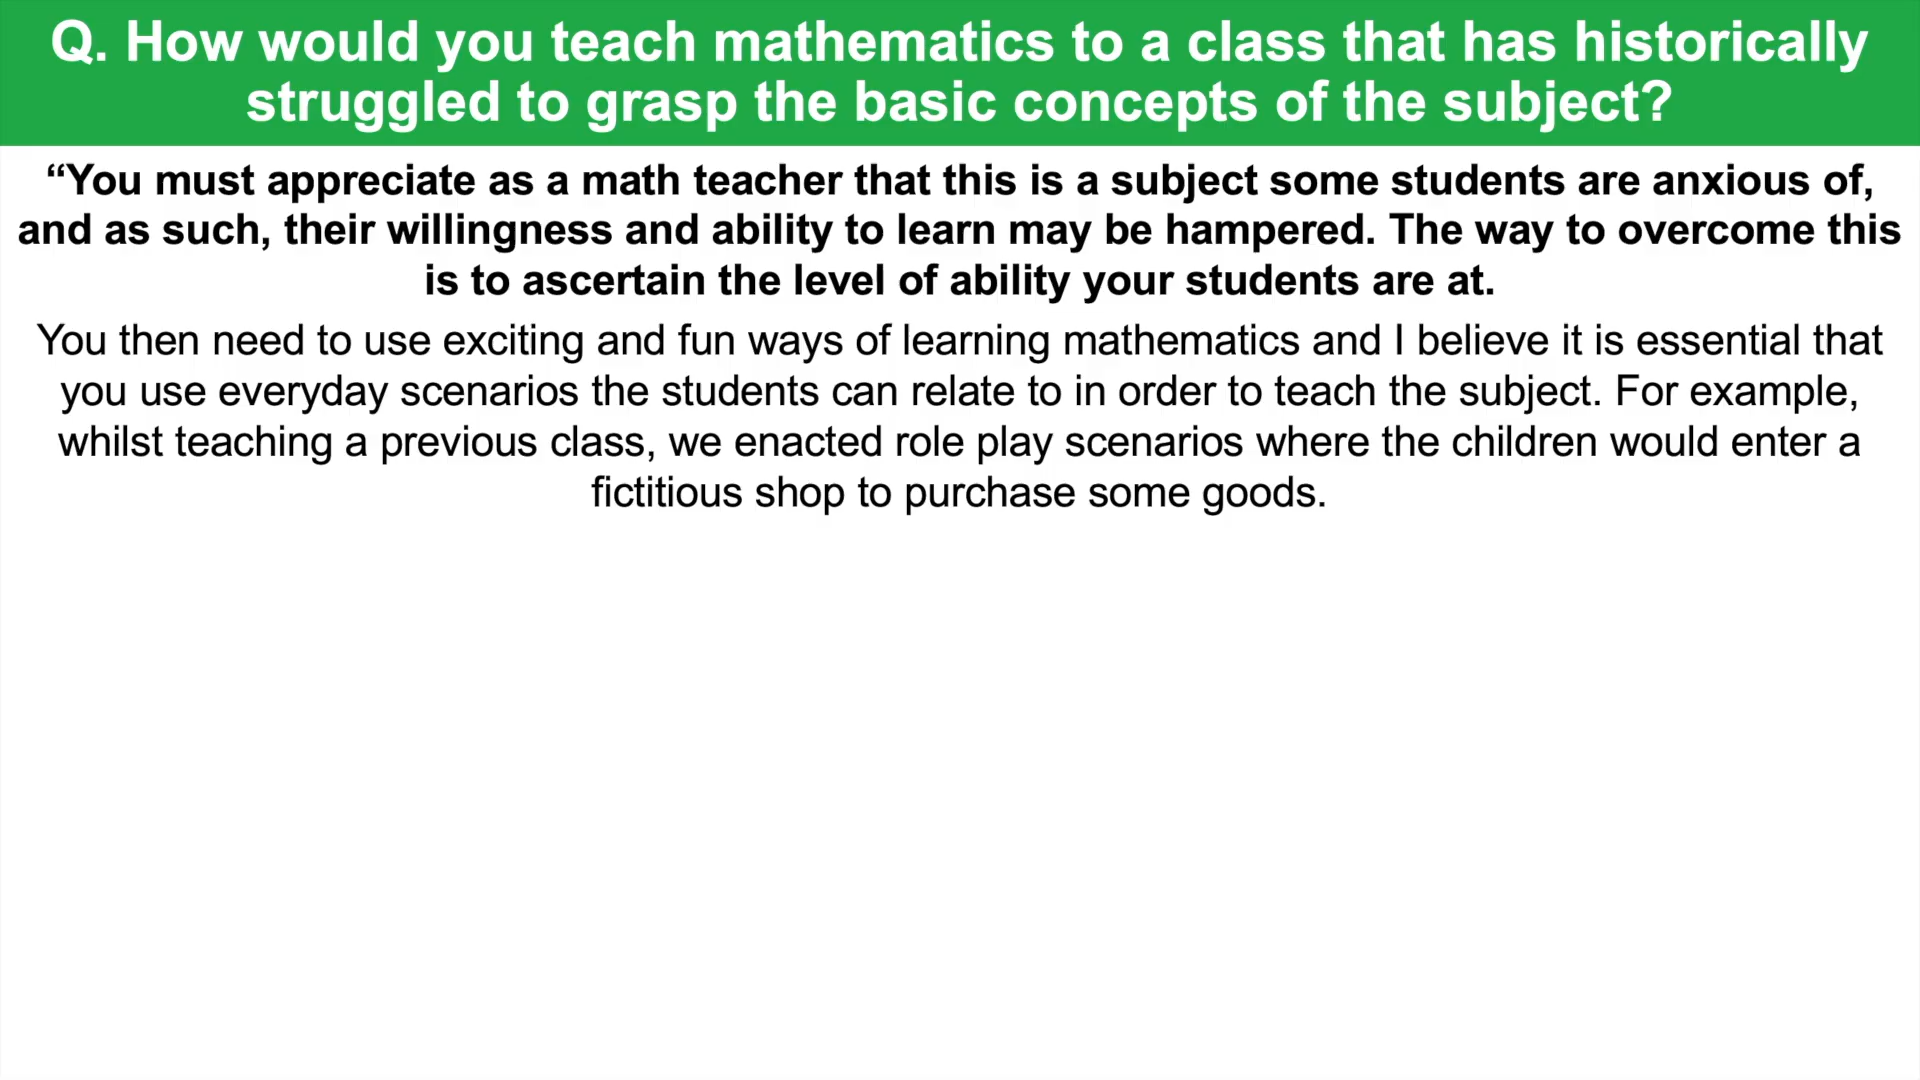 Q. How would you teach mathematics to a class that has historically
struggled to grasp the basic concepts of the subject?
“You must appreciate as a math teacher that this is a subject some students are anxious of,
and as such, their willingness and ability to learn may be hampered. The way to overcome this
is to ascertain the level of ability your students are at.
You then need to use exciting and fun ways of learning mathematics and I believe it is essential that
you use everyday scenarios the students can relate to in order to teach the subject. For example,
whilst teaching a previous class, we enacted role play scenarios where the children would enter a
fictitious shop to purchase some goods.